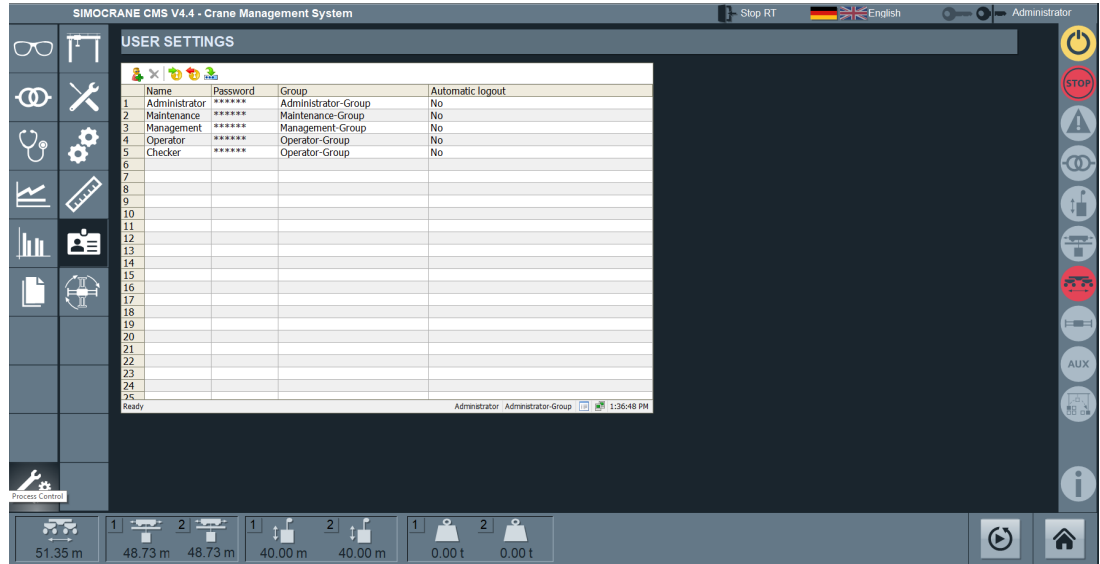 SIMOCRANE CMS V4.4 - Crane Management System Stop RT English Administrator
USER SETTINGS
Name Password Group Automatic logout
1 Administrator ****** Administrator-Group No
2 Maintenance ****** Maintenance-Group No
3 Management ****** Management-Group No
4 Operator ****** Operator-Group No
5 Checker ****** Operator-Group No
6
7
8
9
10
11
12
13
14
15
16
17
18
19
20
21
22
23
24
25
Ready Administrator Administrator-Group 1:36:48 PM
STOP
AUX
Process Control
1 2 1 2 1 2
51.35 m 48.73 m 48.73 m 40.00 m 40.00 m 0.00 t 0.00 t